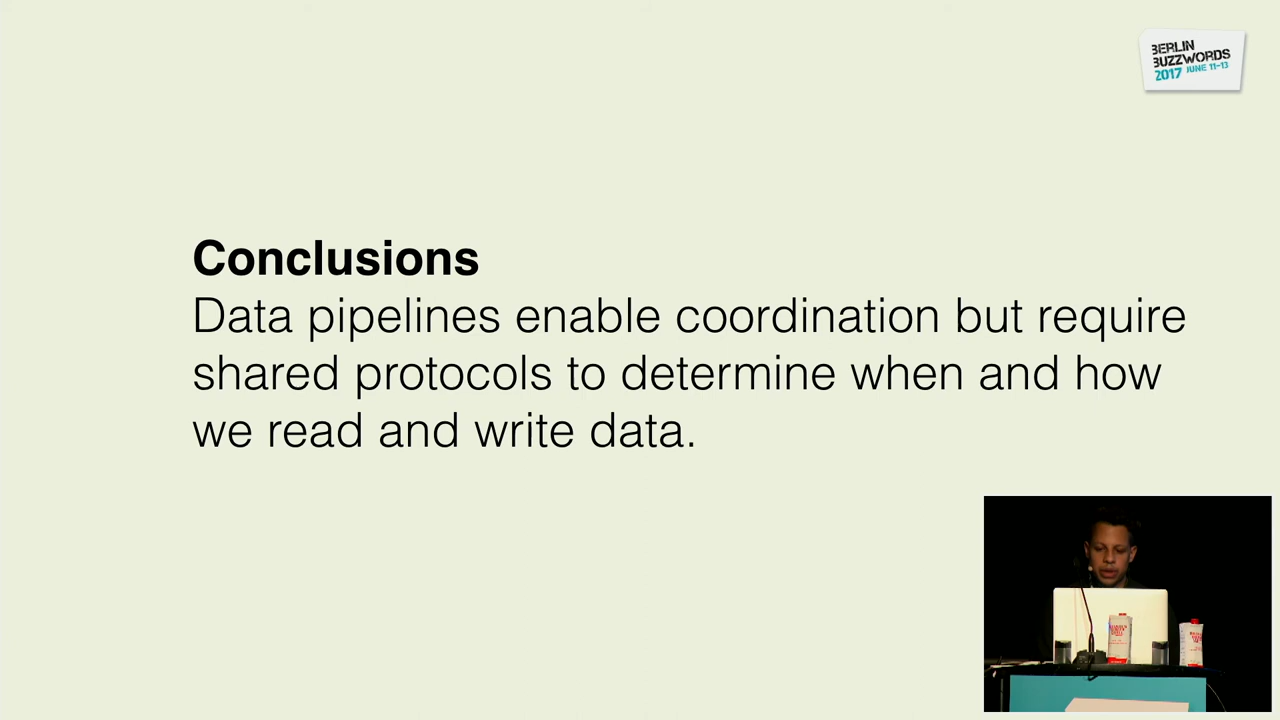 BERLIN
BUZZWORDS
2017 JUNE 11-13
Conclusions
Data pipelines enable coordination but require
shared protocols to determine when and how
we read and write data.